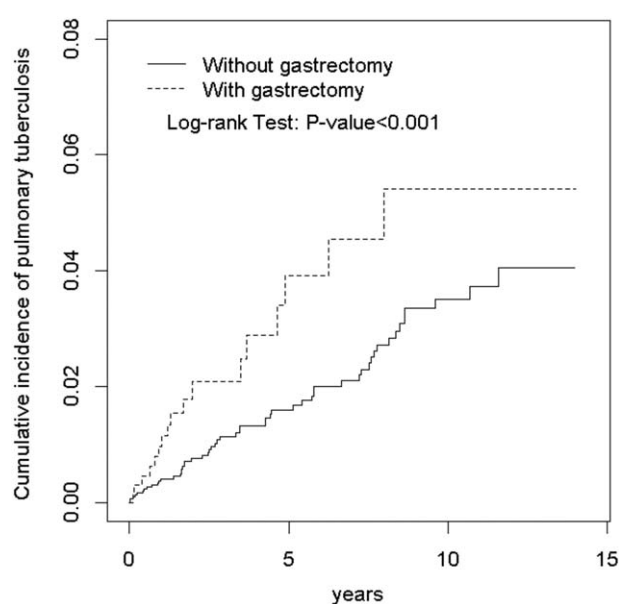 Cumulative incidence of pulmonary tuberculosis
0.08
0.06
0.04
0.02
0.00
Without gastrectomy
With gastrectomy
Log-rank Test: P-value<0.001
0 5 10 15
years